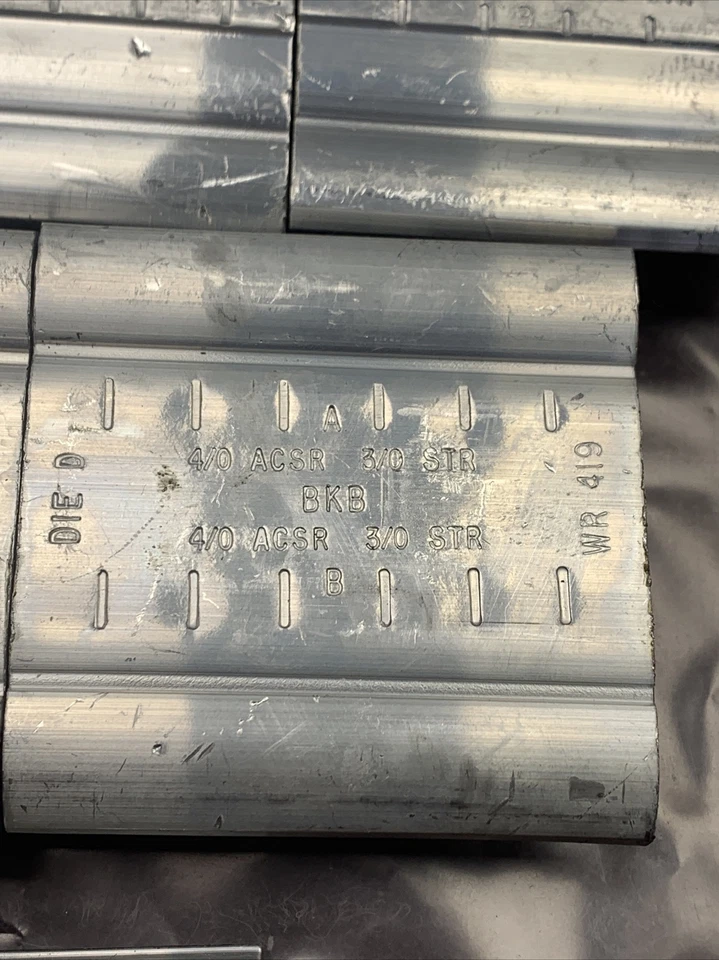 A
4/0 ACSR 3/0 STR
DIE D
BKB
WR 419
4/0 ACSR 3/0 STR
B
B